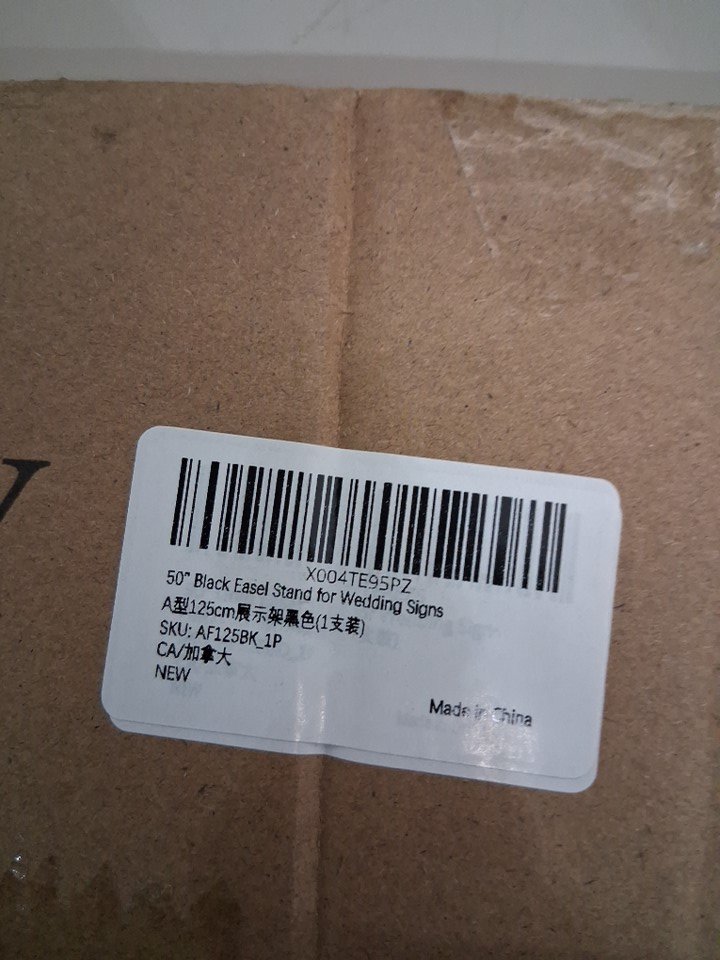 X004TE95PZ
50" Black Easel Stand for Wedding Signs
A型125cm展示架黑色(1支装)
SKU: AF125BK_1P
CA/加拿大
NEW
Made in China